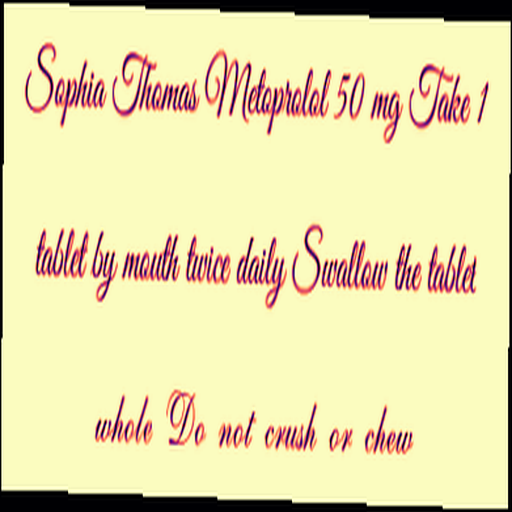 Sophia Thomas Metoprolol 50 mg Take 1
tablet by mouth twice daily Swallow the tablet
whole Do not crush or chew